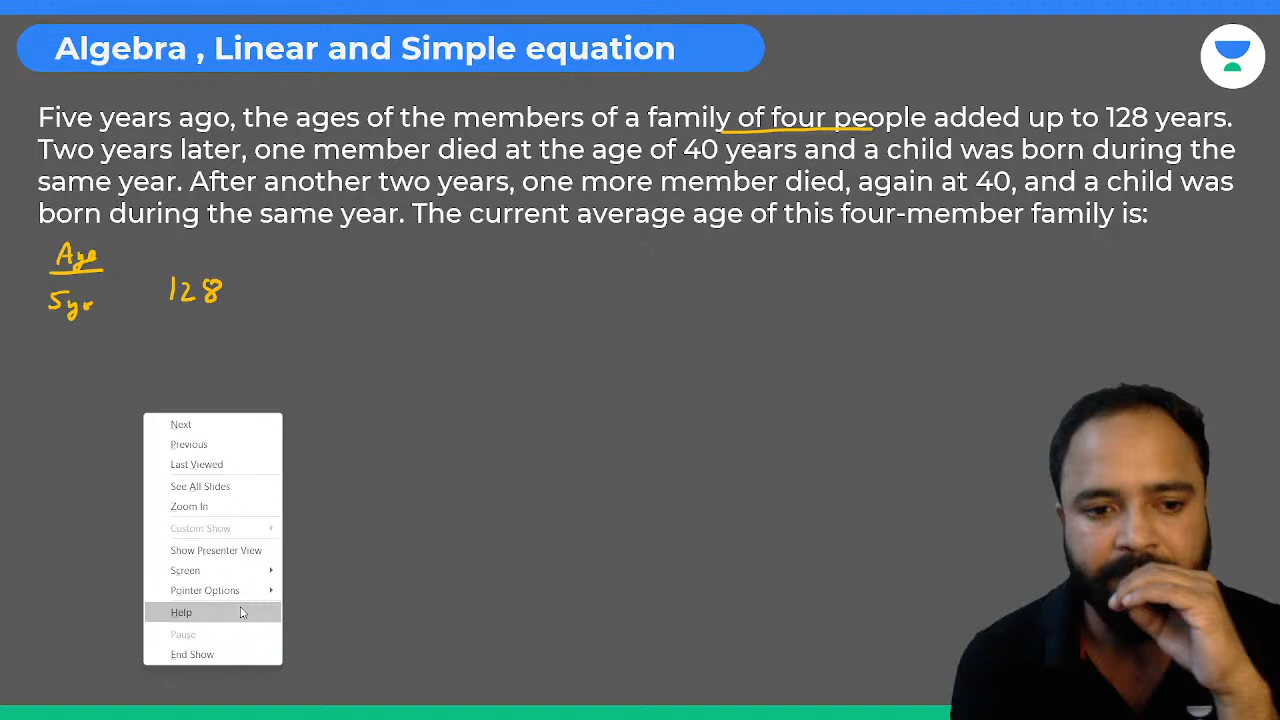 Algebra , Linear and Simple equation
Five years ago, the ages of the members of a family of four people added up to 128 years.
Two years later, one member died at the age of 40 years and a child was born during the
same year. After another two years, one more member died, again at 40, and a child was
born during the same year. The current average age of this four-member family is:
Age
5yr
128
Next
Previous
Last Viewed
See All Slides
Zoom In
Custom Show
Show Presenter View
Screen
Pointer Options
Help
Pause
End Show